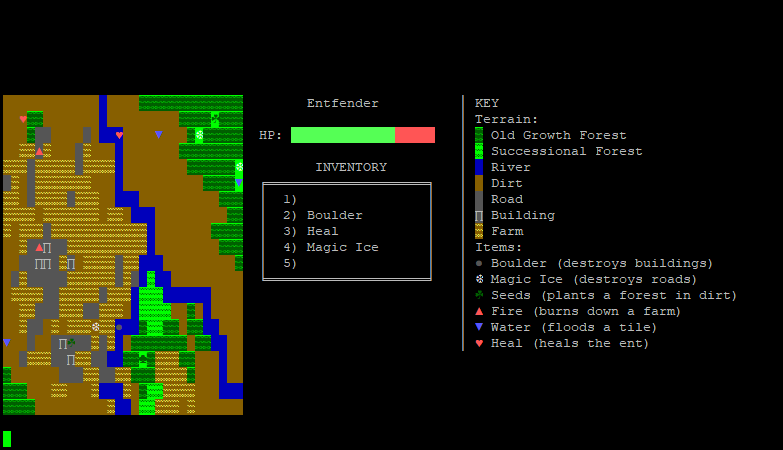 Entfender
HP:
INVENTORY
1)
2) Boulder
3) Heal
4) Magic Ice
5)
KEY
Terrain:
Old Growth Forest
Successional Forest
River
Dirt
Road
Building
Farm
Items:
Boulder (destroys buildings)
Magic Ice (destroys roads)
Seeds (plants a forest in dirt)
Fire (burns down a farm)
Water (floods a tile)
Heal (heals the ent)